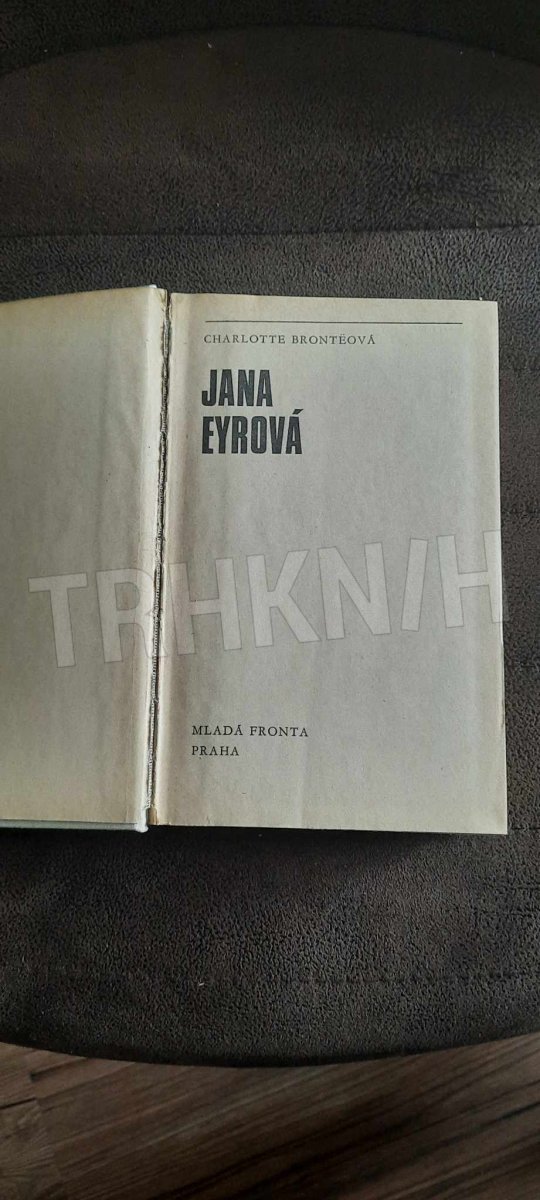 CHARLOTTE BRONTËOVÁ
JANA
EYROVÁ
TRHKNIH
MLADÁ FRONTA
PRAHA